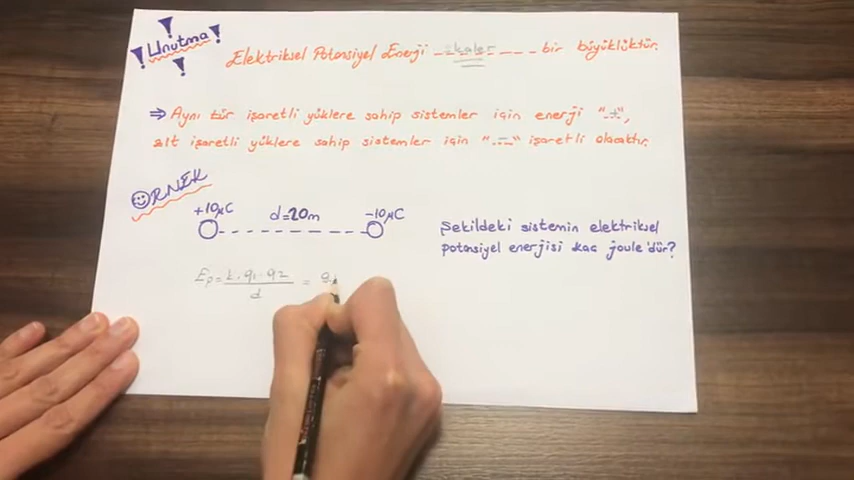 ! Unutma !
!
Elektriksel Potansiyel Enerji _ skaler _ _ _ bir büyüklüktür.
⇒ Aynı tür işaretli yüklere sahip sistemler için enerji "+",
zıt işaretli yüklere sahip sistemler için "-" işaretli olacaktır.
ÖRNEK
+10μC d=20m -10μC
Şekildeki sistemin elektriksel
potansiyel enerjisi kaç joule'dür?
Ep = k.q1.q2 / d = 9